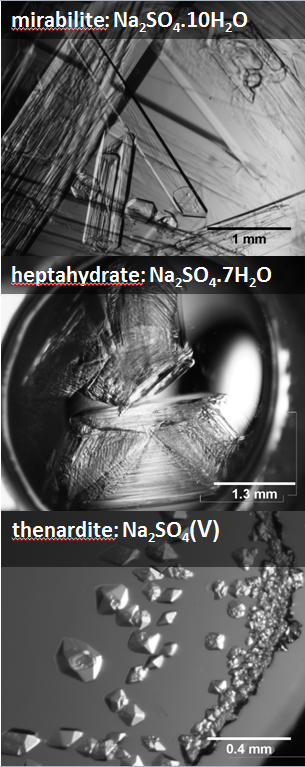 mirabilite: Na₂SO₄.10H₂O
1 mm
heptahydrate: Na₂SO₄.7H₂O
1.3 mm
thenardite: Na₂SO₄(V)
0.4 mm